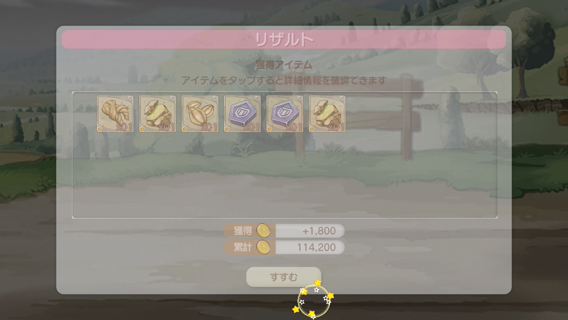 リザルト
獲得アイテム
アイテムをタップすると詳細情報を確認できます
獲得 +1,800
累計 114,200
すすむ